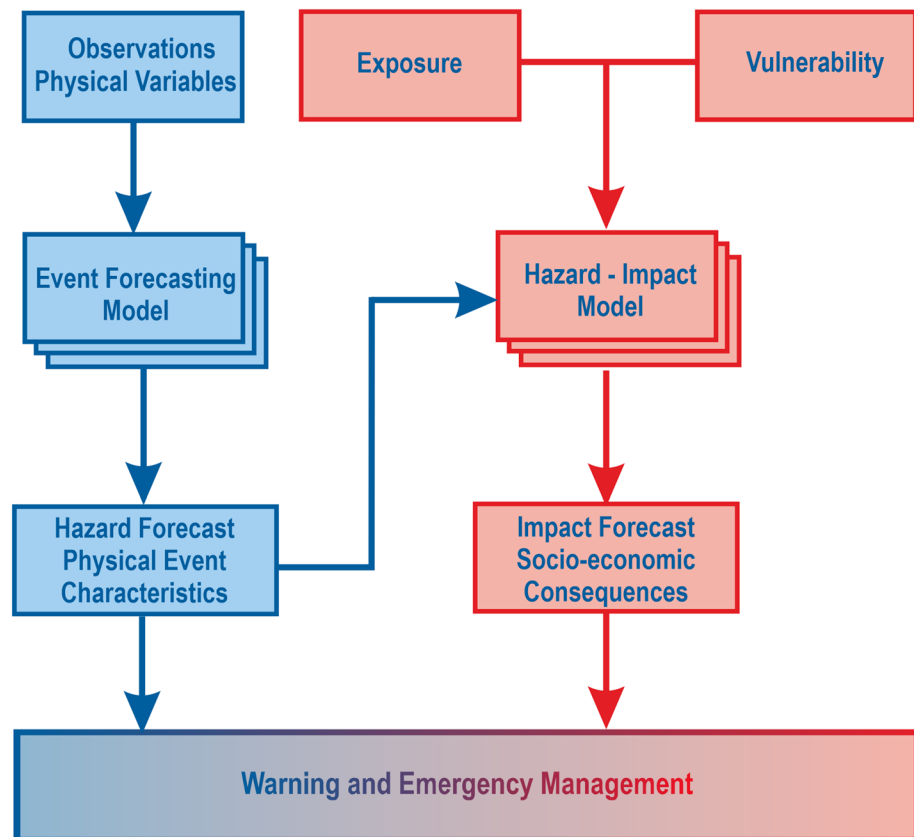 Observations
Physical Variables
Exposure
Vulnerability
Event Forecasting
Model
Hazard - Impact
Model
Hazard Forecast
Physical Event
Characteristics
Impact Forecast
Socio-economic
Consequences
Warning and Emergency Management